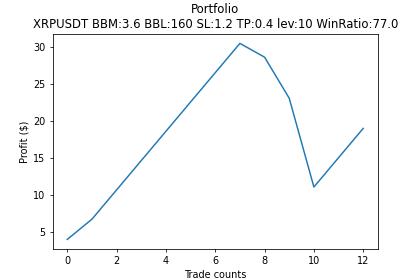 Portfolio
XRPUSDT BBM:3.6 BBL:160 SL:1.2 TP:0.4 lev:10 WinRatio:77.0
Profit ($)
30
25
20
15
10
5
0 2 4 6 8 10 12
Trade counts